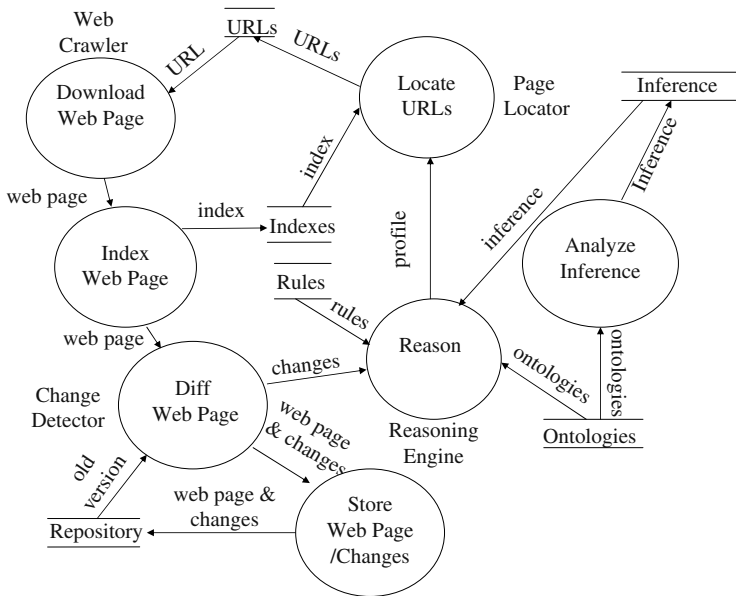 Web
Crawler
URLs
URL
URLs
Download
Web Page
Locate
URLs
Page
Locator
Inference
web page
index
index
Indexes
profile
inference
Inference
Index
Web Page
Analyze
Inference
Rules
rules
web page
Reason
changes
ontologies
ontologies
Change
Detector
Diff
Web Page
web page
& changes
Reasoning
Engine
Ontologies
old
version
web page &
changes
Repository
Store
Web Page
/Changes